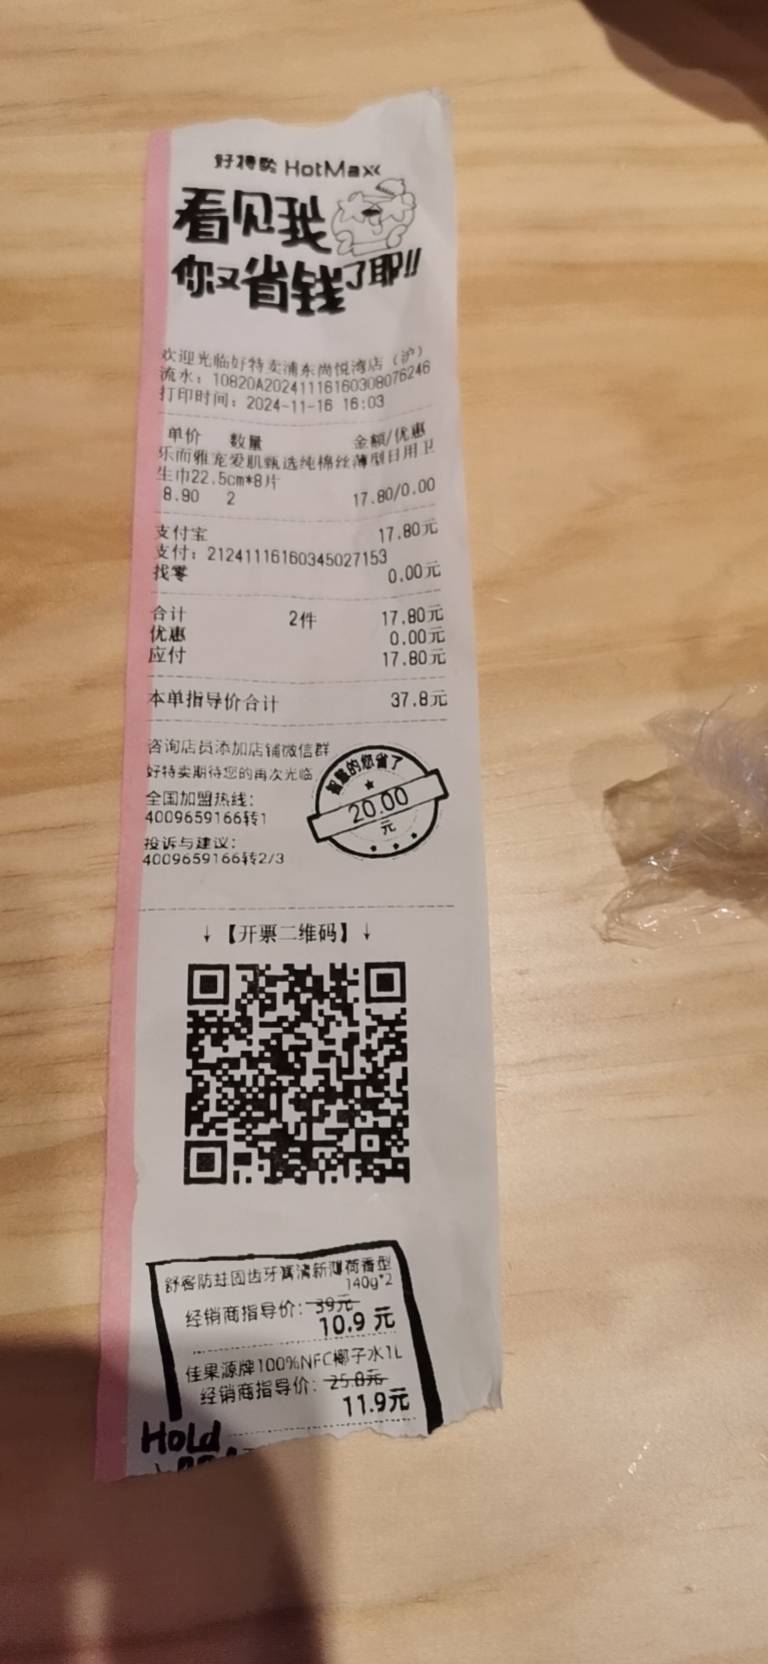 好特卖 HotMaxx
看见我
你又省钱了耶!!
欢迎光临好特卖浦东尚悦湾店（沪）
流水：10820A20241116160308076246
打印时间：2024-11-16 16:03
单价 数量 金额/优惠
乐而雅宠爱肌甄选纯棉丝薄型日用卫
生巾22.5cm*8片
8.90 2 17.80/0.00
支付宝 17.80元
支付：21241116160345027153
找零 0.00元
合计 2件 17.80元
优惠 0.00元
应付 17.80元
本单指导价合计 37.8元
咨询店员添加店铺微信群
好特卖期待您的再次光临
全国加盟热线：
4009659166转1
投诉与建议：
4009659166转2/3
智慧的您省了
20.00
元
↓【开票二维码】↓
舒客防蛀固齿牙膏清新薄荷香型
140g*2
经销商指导价：39元
10.9 元
佳果源牌100%NFC椰子水1L
经销商指导价：25.8元
11.9元
Hold